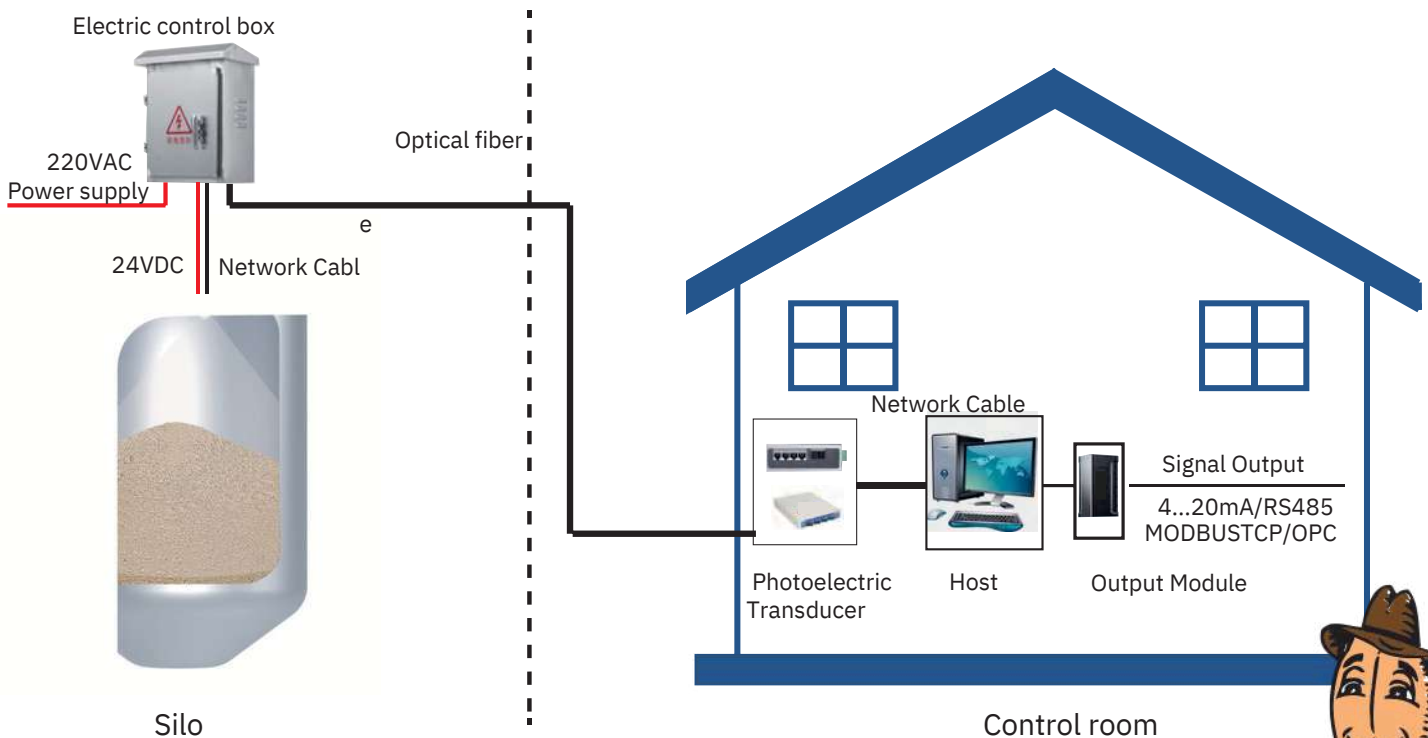 Electric control box
220VAC
Power supply
Optical fiber
e
24VDC
Network Cabl
Silo
Network Cable
Signal Output
4...20mA/RS485
MODBUSTCP/OPC
Photoelectric
Transducer
Host
Output Module
Control room